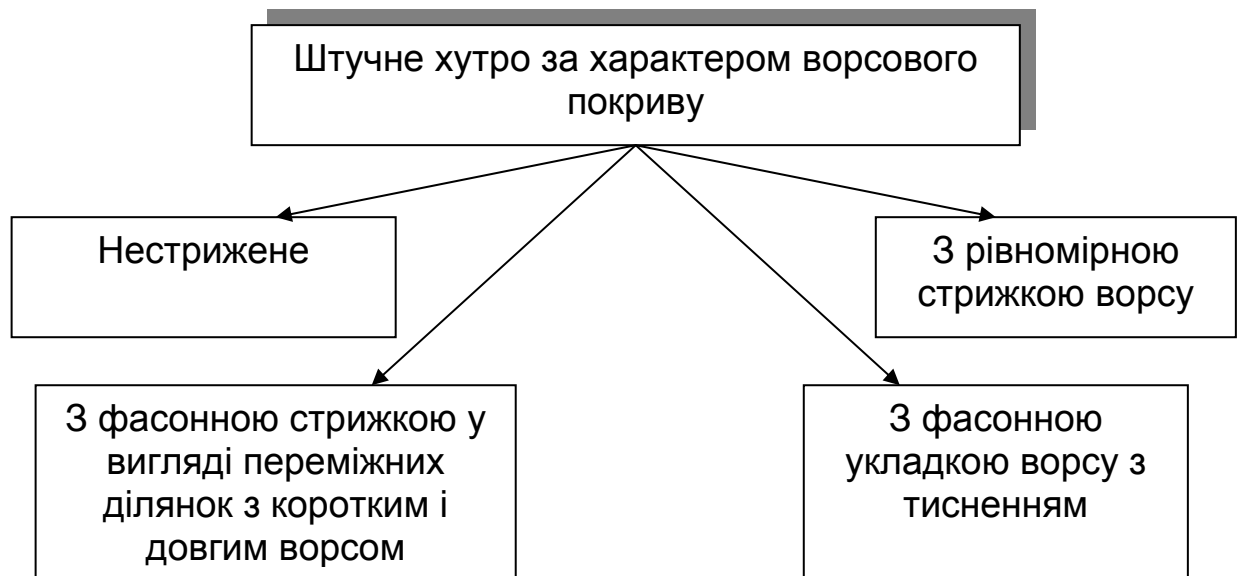 Штучне хутро за характером ворсового
покриву
Нестрижене
З рівномірною
стрижкою ворсу
З фасонною стрижкою у
вигляді переміжних
ділянок з коротким і
довгим ворсом
З фасонною
укладкою ворсу з
тисненням